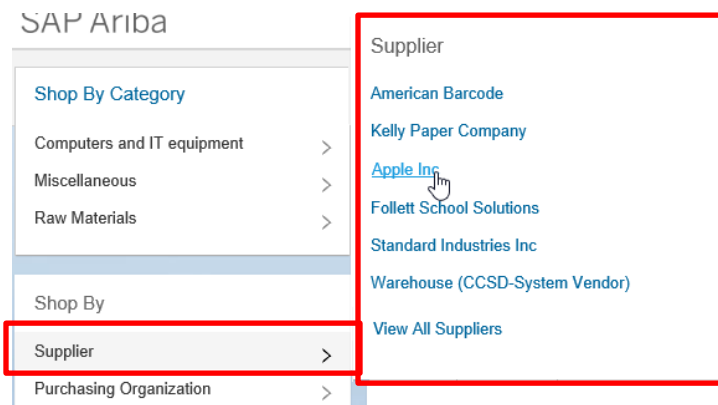 SAP Ariba
Shop By Category
Computers and IT equipment
Miscellaneous
Raw Materials
Shop By
Supplier
Purchasing Organization
Supplier
American Barcode
Kelly Paper Company
Apple Inc
Follett School Solutions
Standard Industries Inc
Warehouse (CCSD-System Vendor)
View All Suppliers